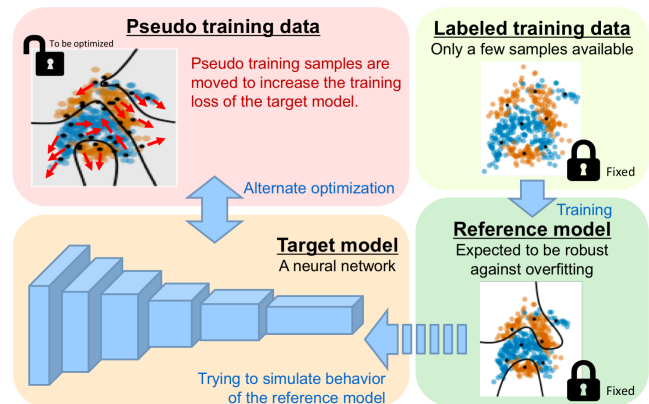 Pseudo training data
To be optimized
Pseudo training samples are
moved to increase the training
loss of the target model.
Labeled training data
Only a few samples available
Fixed
Alternate optimization
Training
Target model
A neural network
Reference model
Expected to be robust
against overfitting
Fixed
Trying to simulate behavior
of the reference model